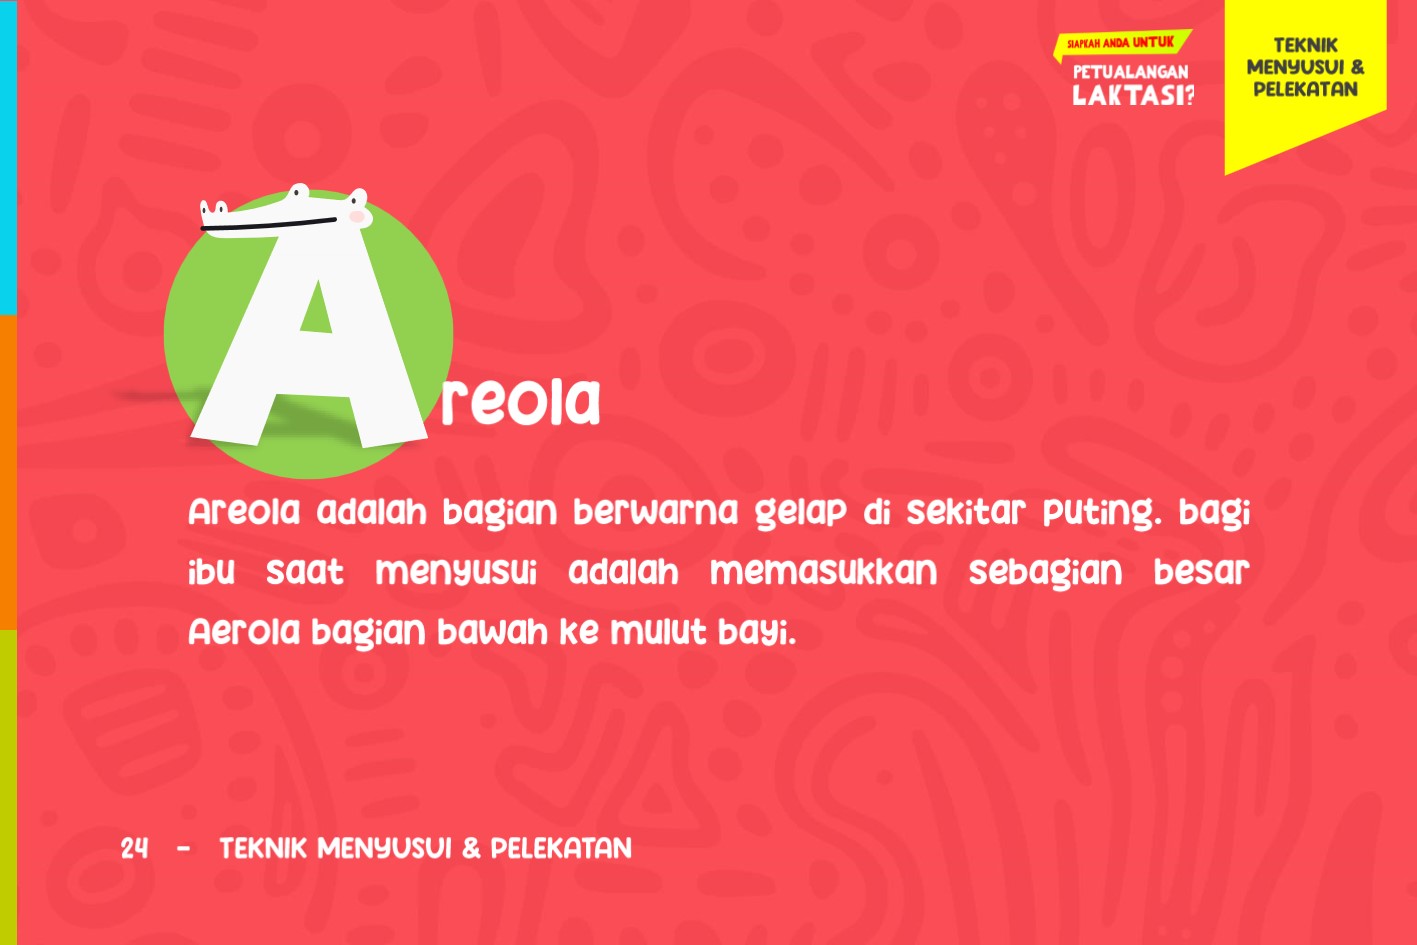 SIAPKAH ANDA UNTUK
PETUALANGAN
LAKTASI?
TEKNIK
MENYUSUI &
PELEKATAN
Areola
Areola adalah bagian berwarna gelap di sekitar puting. bagi
ibu saat menyusui adalah memasukkan sebagian besar
Aerola bagian bawah ke mulut bayi.
24 - TEKNIK MENYUSUI & PELEKATAN